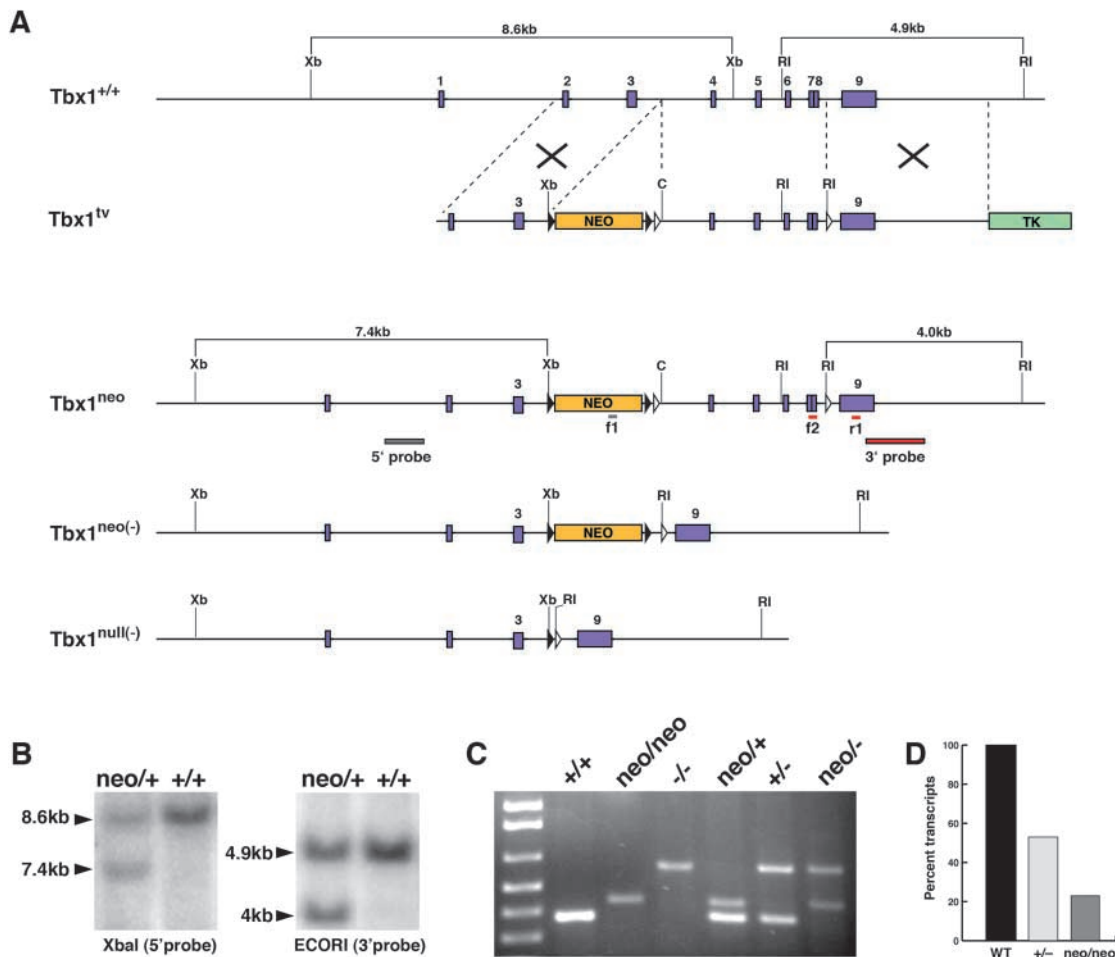 A
8.6kb 4.9kb
Xb Xb RI RI
1 2 3 4 5 6 78 9
Tbx1+/+
Xb C RI RI
Tbx1tv
3 NEO 9 TK
7.4kb 4.0kb
Xb Xb C RI RI RI
3 9
Tbx1neo NEO
f1 f2 r1
5' probe 3' probe
Xb Xb RI RI
3 9
Tbx1neo(-) NEO
Xb Xb RI RI
3 9
Tbx1null(-)
B
neo/+ +/+
8.6kb
7.4kb
XbaI (5'probe)
neo/+ +/+
4.9kb
4kb
ECORI (3'probe)
C
+/+ neo/neo -/- neo/+ +/- neo/-
D
Percent transcripts
100
80
60
40
20
0
WT +/− neo/neo